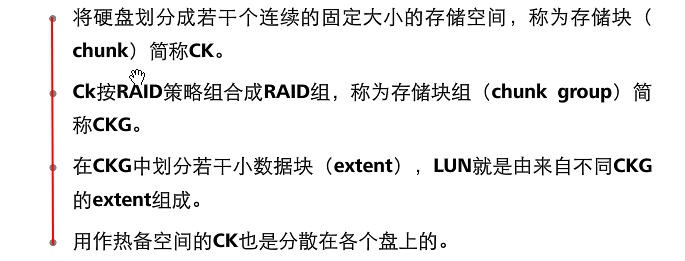 将硬盘划分成若干个连续的固定大小的存储空间，称为存储块（
chunk）简称CK。
Ck按RAID策略组合成RAID组，称为存储块组（chunk group）简
称CKG。
在CKG中划分若干小数据块（extent），LUN就是由来自不同CKG
的extent组成。
用作热备空间的CK也是分散在各个盘上的。